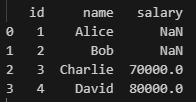 id name salary
0 1 Alice NaN
1 2 Bob NaN
2 3 Charlie 70000.0
3 4 David 80000.0